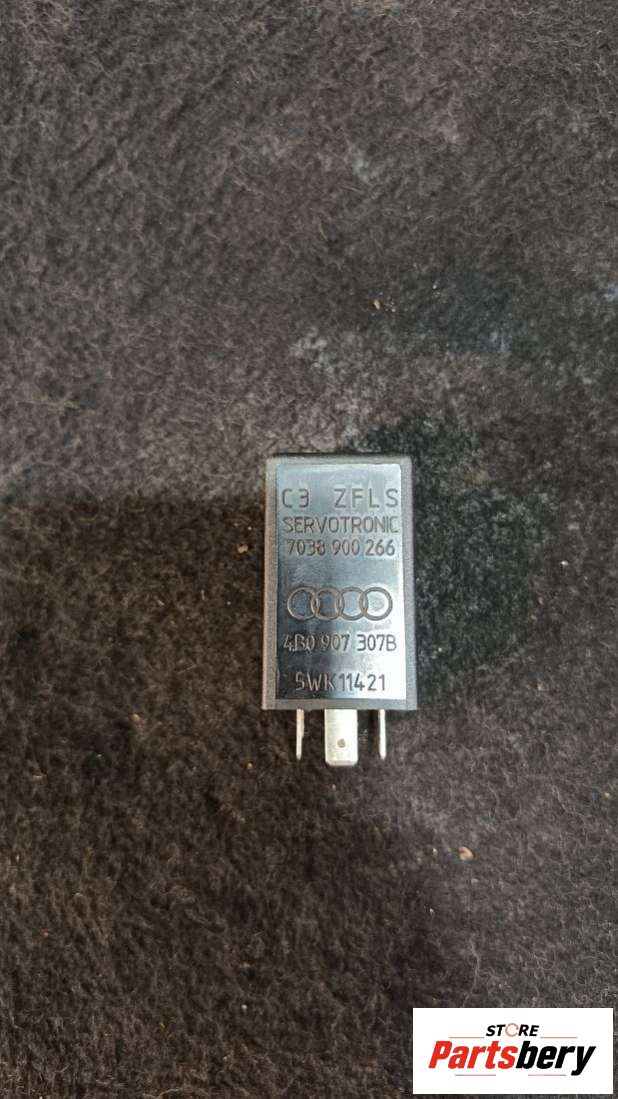 C3 ZFLS
SERVOTRONIC
7038 900 266
4B0 907 307B
5WK11421
STORE
Partsbery